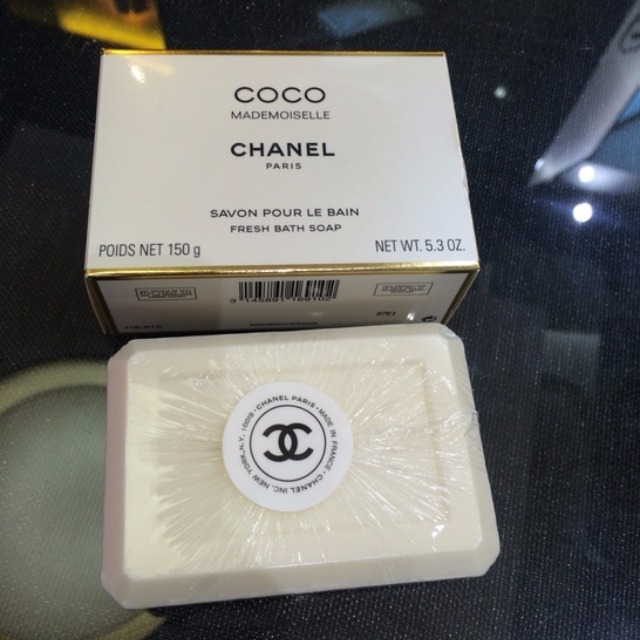 COCO
MADEMOISELLE
CHANEL
PARIS
SAVON POUR LE BAIN
FRESH BATH SOAP
POIDS NET 150 g
NET WT. 5.3 OZ.
CHANEL PARIS · MADE IN FRANCE · CHANEL INC. NEW YORK, N.Y. 10019 ·